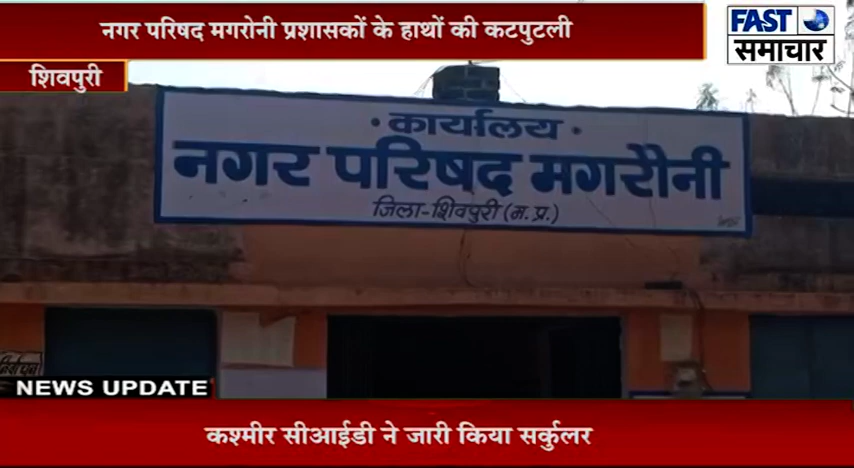 नगर परिषद मगरोनी प्रशासकों के हाथों की कटपुटली
FAST
समाचार
शिवपुरी
• कार्यालय •
नगर परिषद मगरौनी
जिला-शिवपुरी (म.प्र.)
NEWS UPDATE
कश्मीर सीआईडी ने जारी किया सर्कुलर